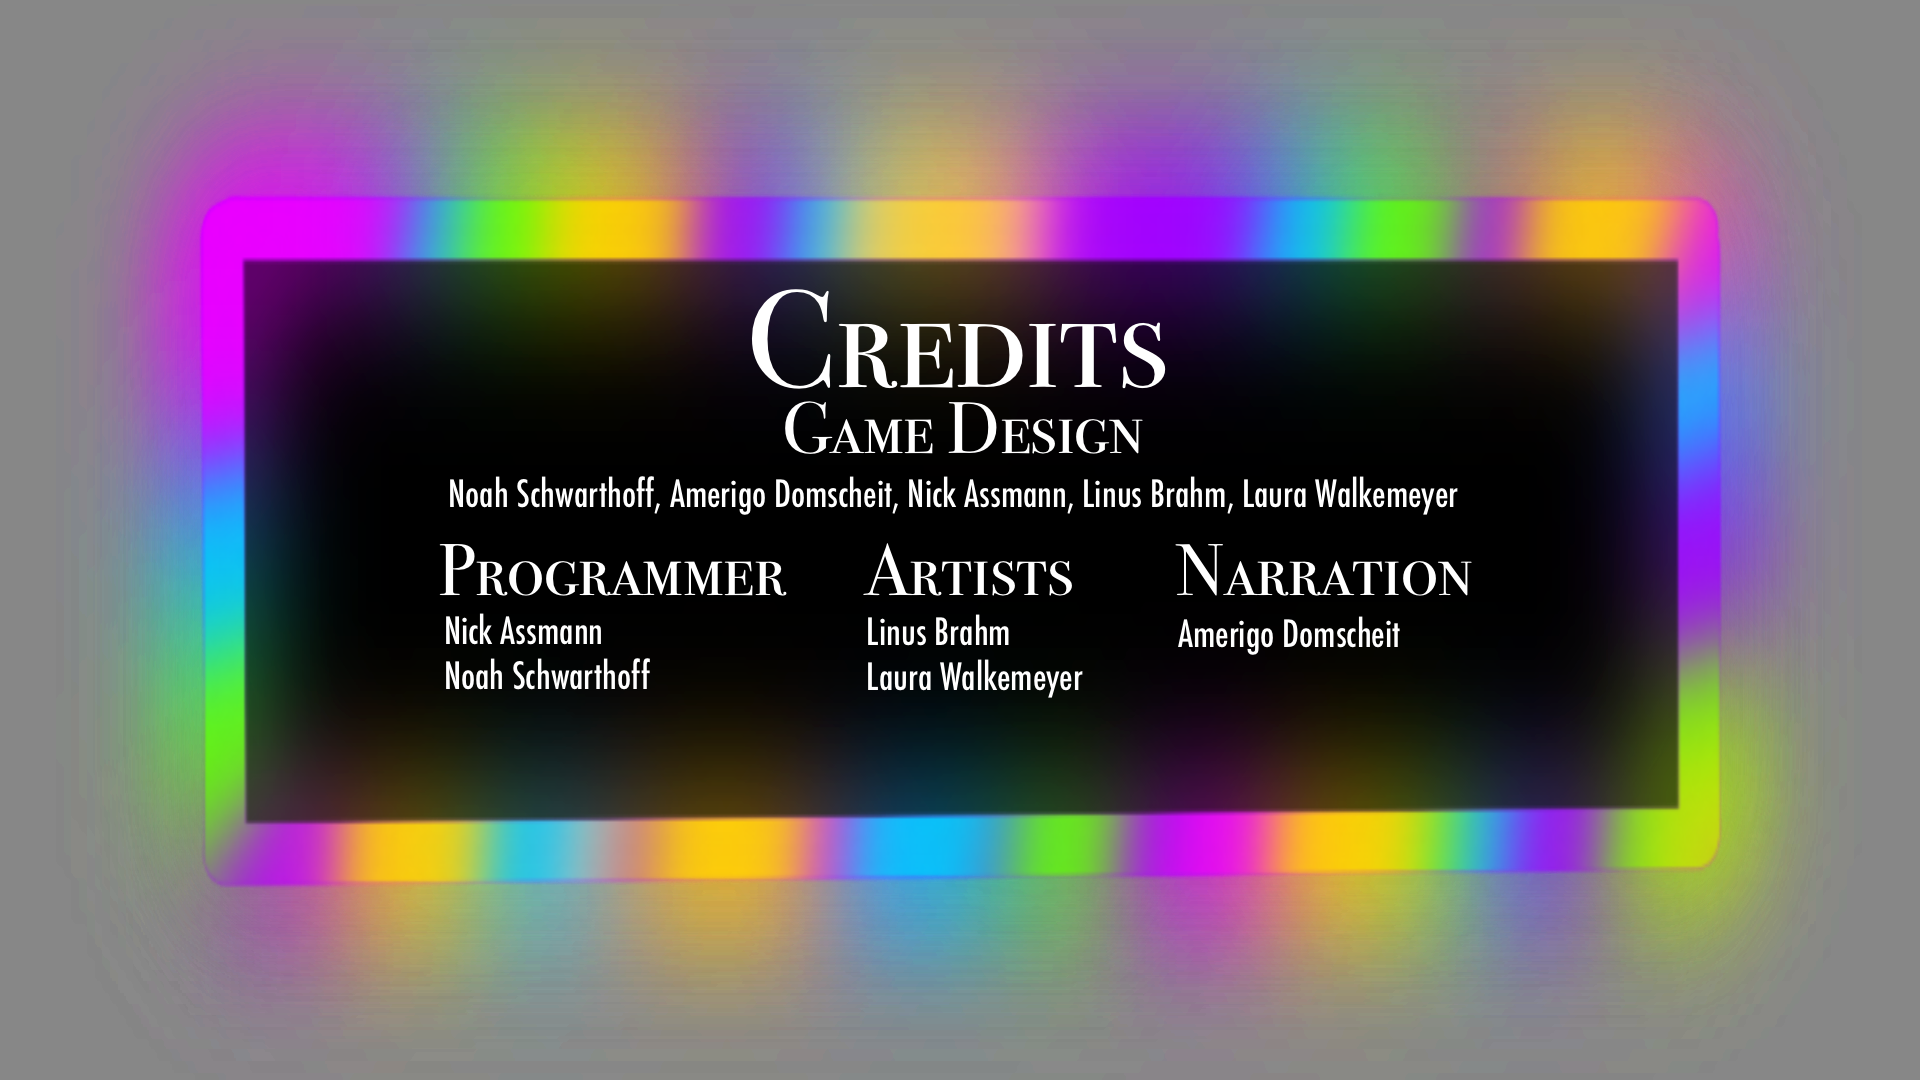 Credits
Game Design
Noah Schwarthoff, Amerigo Domscheit, Nick Assmann, Linus Brahm, Laura Walkemeyer
Programmer
Nick Assmann
Noah Schwarthoff
Artists
Linus Brahm
Laura Walkemeyer
Narration
Amerigo Domscheit